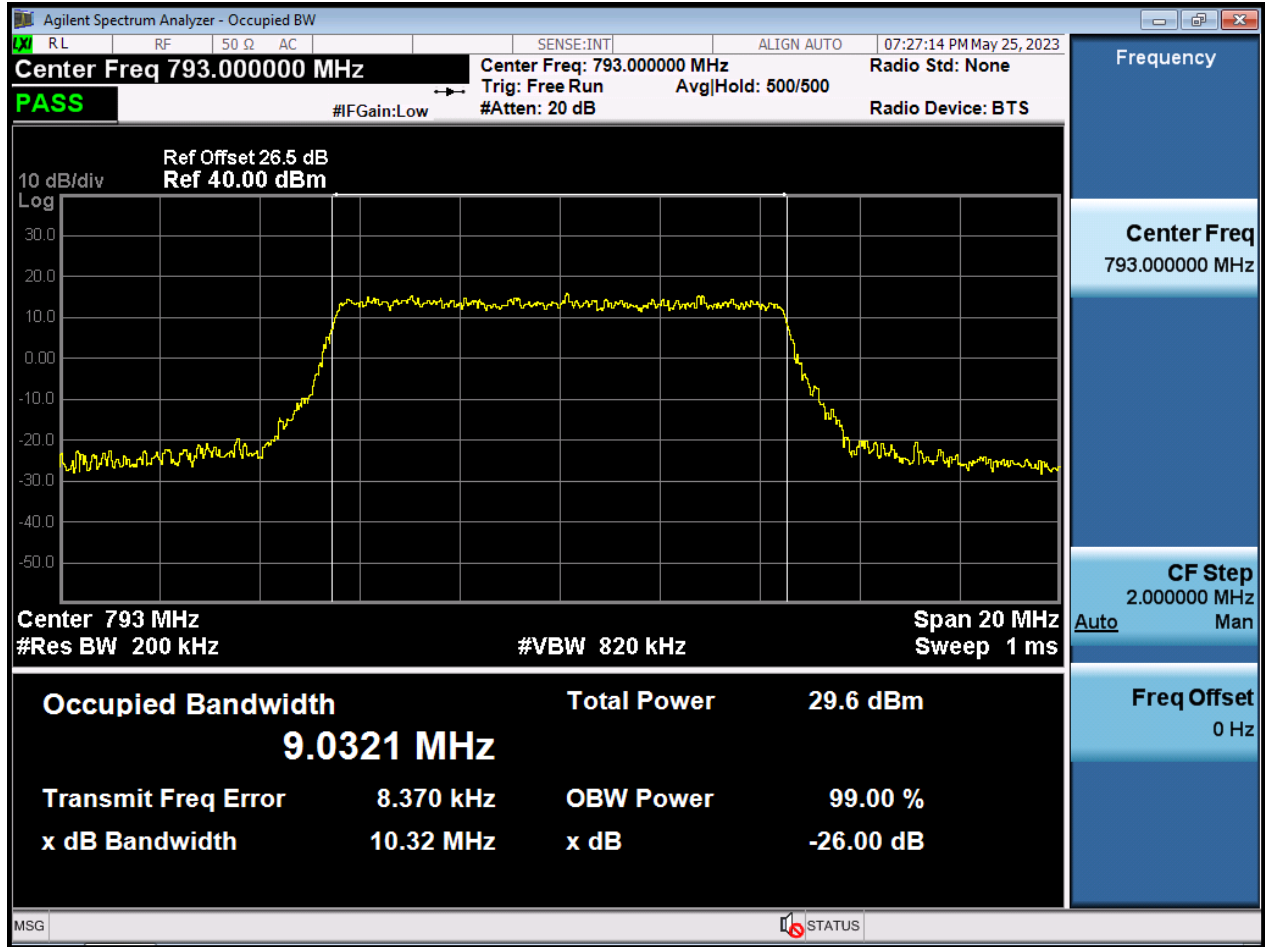 Agilent Spectrum Analyzer - Occupied BW
LXI RL RF 50 Ω AC SENSE:INT ALIGN AUTO 07:27:14 PM May 25, 2023
Center Freq 793.000000 MHz
Center Freq: 793.000000 MHz Radio Std: None
Trig: Free Run Avg|Hold: 500/500
PASS
#IFGain:Low #Atten: 20 dB Radio Device: BTS
Ref Offset 26.5 dB
10 dB/div Ref 40.00 dBm
Log
30.0
20.0
10.0
0.00
-10.0
-20.0
-30.0
-40.0
-50.0
Center 793 MHz Span 20 MHz
#Res BW 200 kHz #VBW 820 kHz Sweep 1 ms
Occupied Bandwidth Total Power 29.6 dBm
9.0321 MHz
Transmit Freq Error 8.370 kHz OBW Power 99.00 %
x dB Bandwidth 10.32 MHz x dB -26.00 dB
MSG STATUS
Frequency
Center Freq
793.000000 MHz
CF Step
2.000000 MHz
Auto Man
Freq Offset
0 Hz